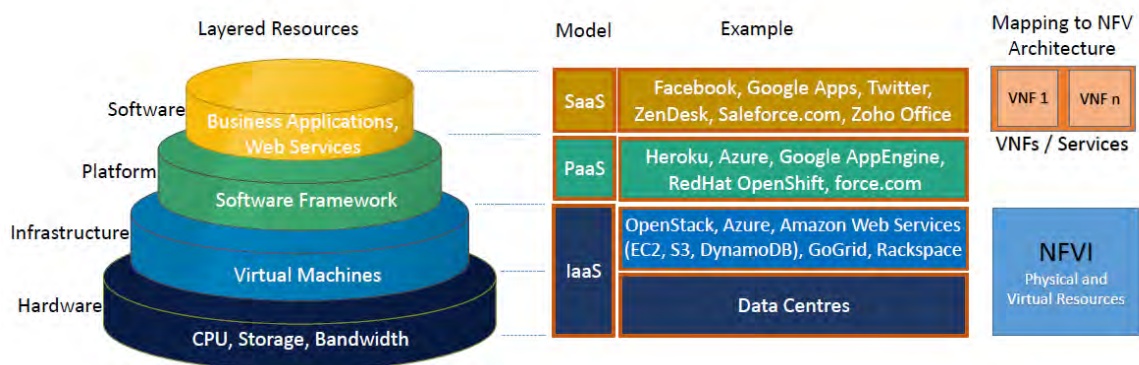 Layered Resources
Model
Example
Mapping to NFV
Architecture
Software
Business Applications,
Web Services
SaaS
Facebook, Google Apps, Twitter,
ZenDesk, Saleforce.com, Zoho Office
VNF 1
VNF n
VNFs / Services
Platform
Software Framework
PaaS
Heroku, Azure, Google AppEngine,
RedHat OpenShift, force.com
Infrastructure
Virtual Machines
IaaS
OpenStack, Azure, Amazon Web Services
(EC2, S3, DynamoDB), GoGrid, Rackspace
NFVI
Physical and
Virtual Resources
Hardware
CPU, Storage, Bandwidth
Data Centres